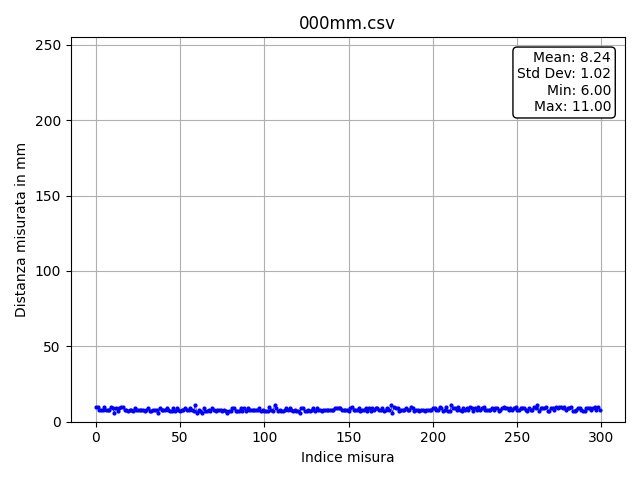 000mm.csv
Mean: 8.24
Std Dev: 1.02
Min: 6.00
Max: 11.00
250
200
150
100
50
0
Distanza misurata in mm
0 50 100 150 200 250 300
Indice misura